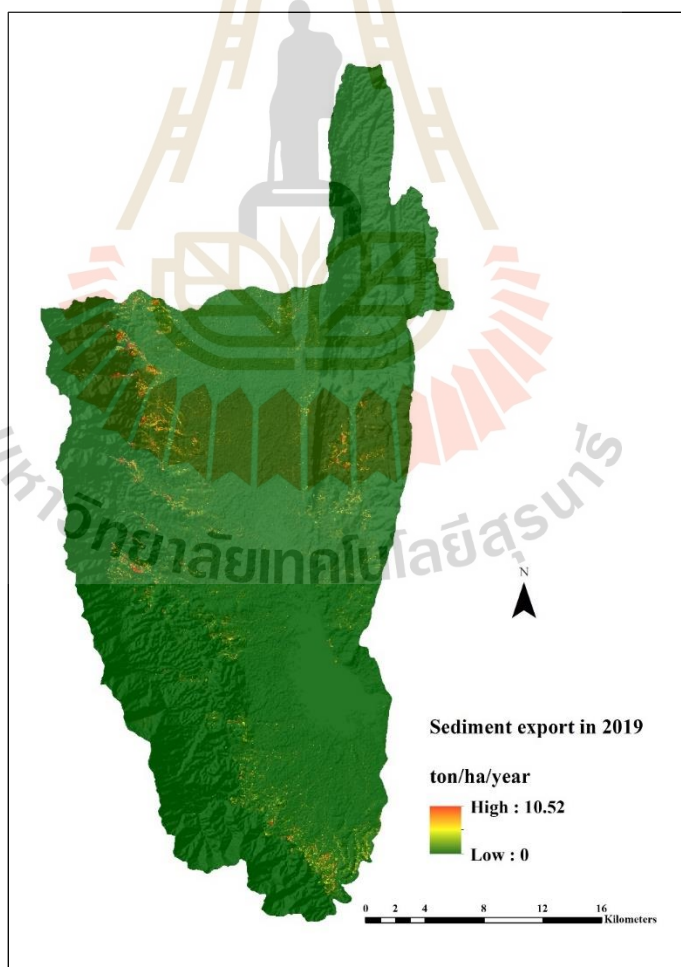 มหาวิทยาลัยเทคโนโลยีสุรนารี
N
Sediment export in 2019
ton/ha/year
High : 10.52
Low : 0
0 2 4 8 12 16
Kilometers